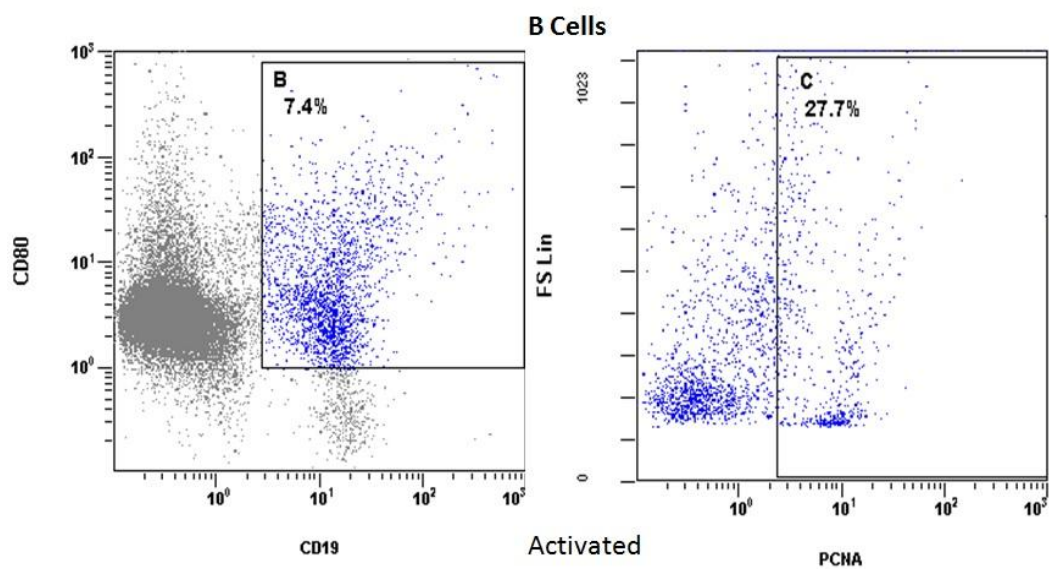 B Cells
10³
10²
10¹
10⁰
CD80
B
7.4%
10⁰
10¹
10²
10³
CD19
1023
0
FS Lin
C
27.7%
10⁰
10¹
10²
10³
PCNA
Activated